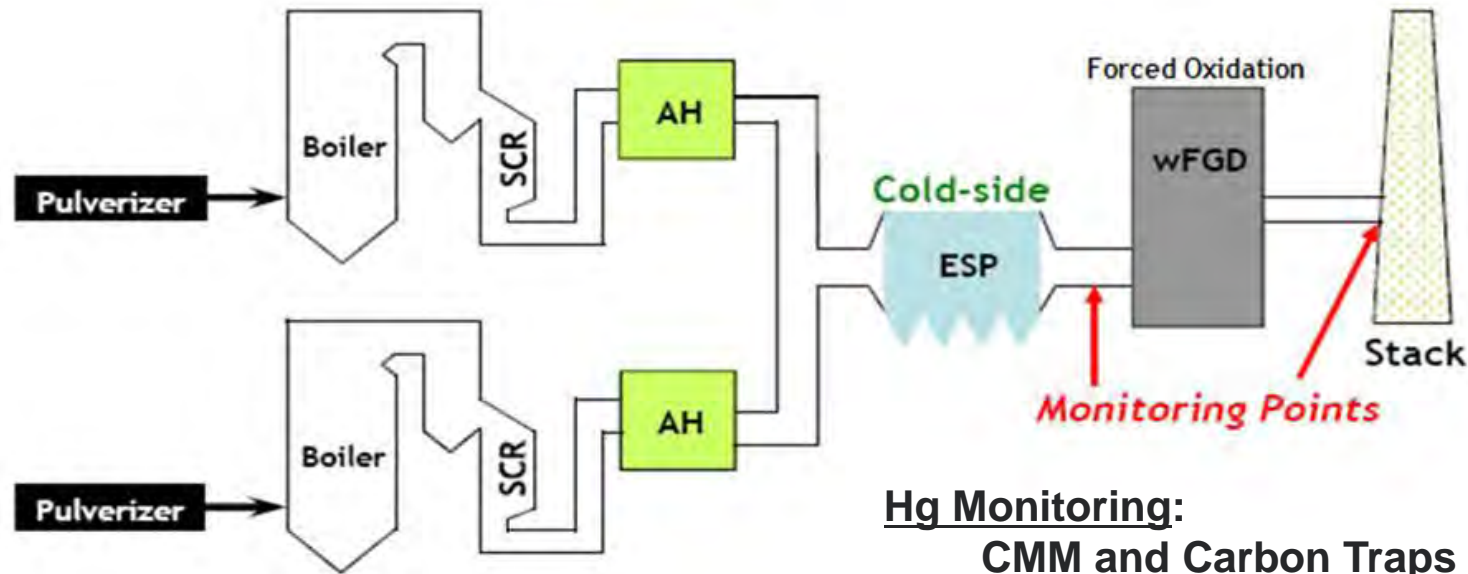 Forced Oxidation
Boiler
SCR
AH
wFGD
Pulverizer
Cold-side
ESP
Stack
Monitoring Points
Boiler
SCR
AH
Pulverizer
Hg Monitoring:
CMM and Carbon Traps